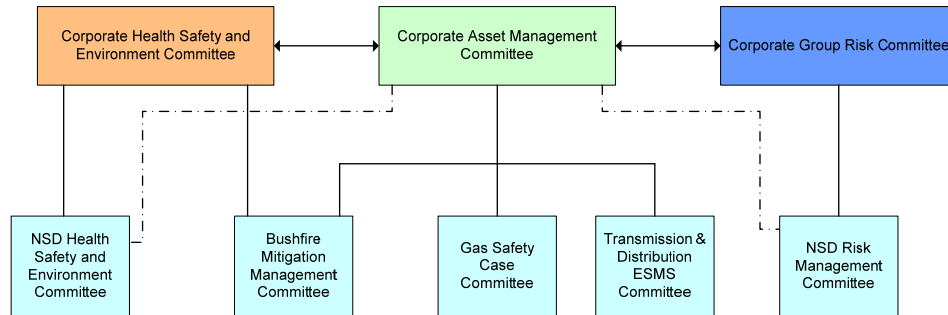 Corporate Health Safety and
Environment Committee
Corporate Asset Management
Committee
Corporate Group Risk Committee
NSD Health
Safety and
Environment
Committee
Bushfire
Mitigation
Management
Committee
Gas Safety
Case
Committee
Transmission &
Distribution
ESMS
Committee
NSD Risk
Management
Committee